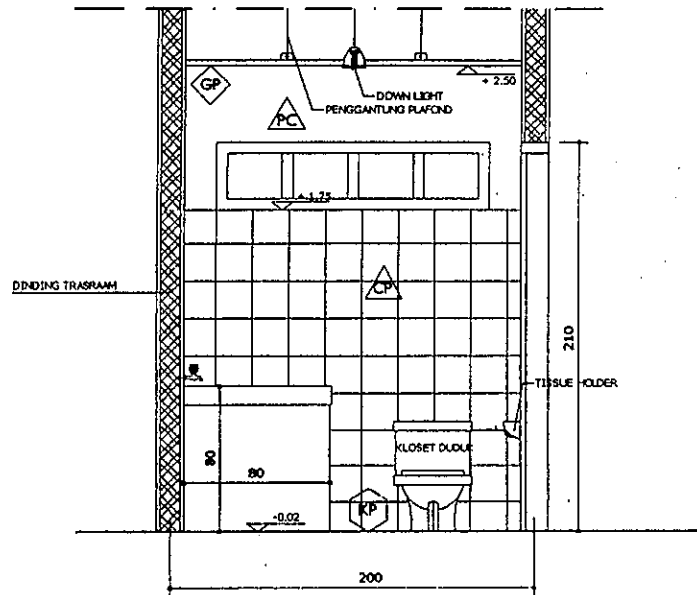 GP
DOWN LIGHT
PENGGANTUNG PLAFOND
+ 2.50
PC
+ 1.75
CP
DINDING TRASRAAM
210
TISSUE HOLDER
80
80
KLOSET DUDUK
KP
-0.02
200